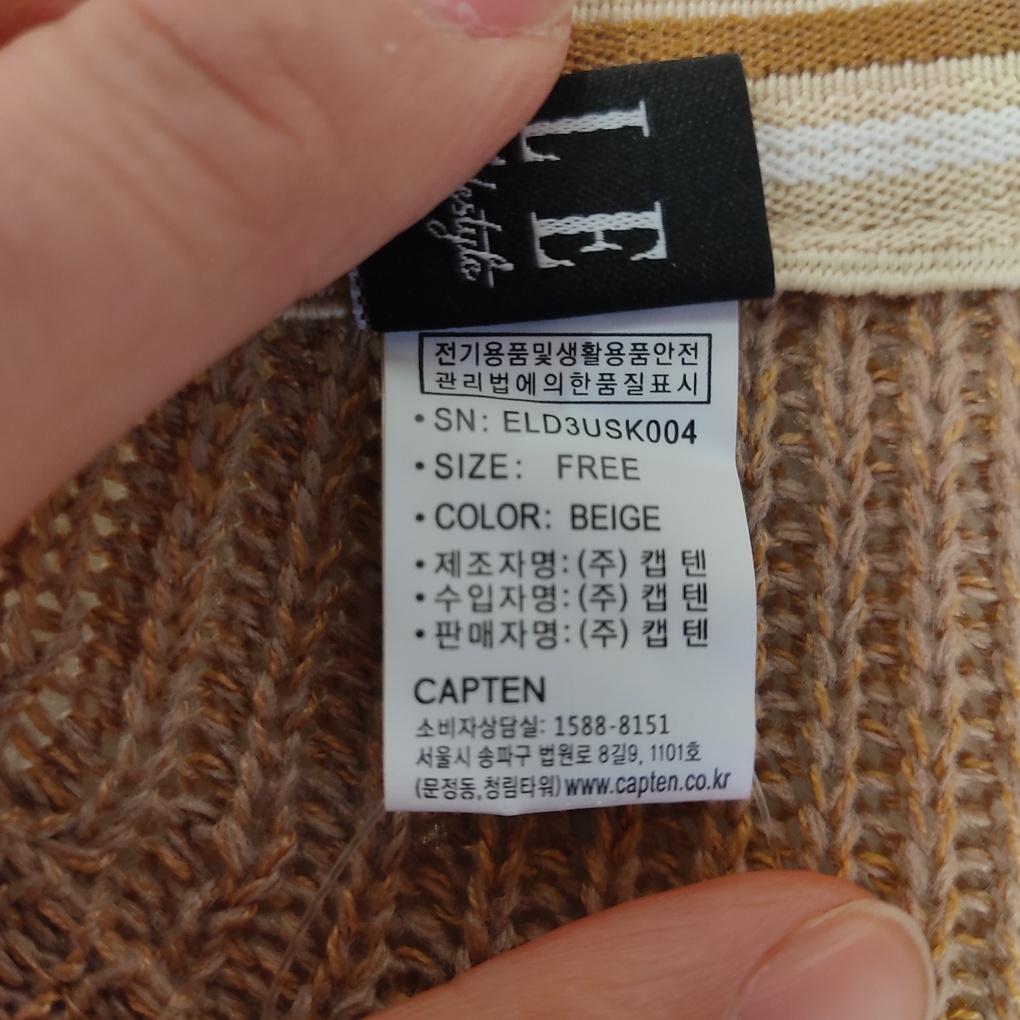 LE
전기용품및생활용품안전
관리법에의한품질표시
• SN: ELD3USK004
• SIZE: FREE
• COLOR: BEIGE
• 제조자명: (주) 캡 텐
• 수입자명: (주) 캡 텐
• 판매자명: (주) 캡 텐
CAPTEN
소비자상담실: 1588-8151
서울시 송파구 법원로 8길9, 1101호
(문정동,청림타워)www.capten.co.kr